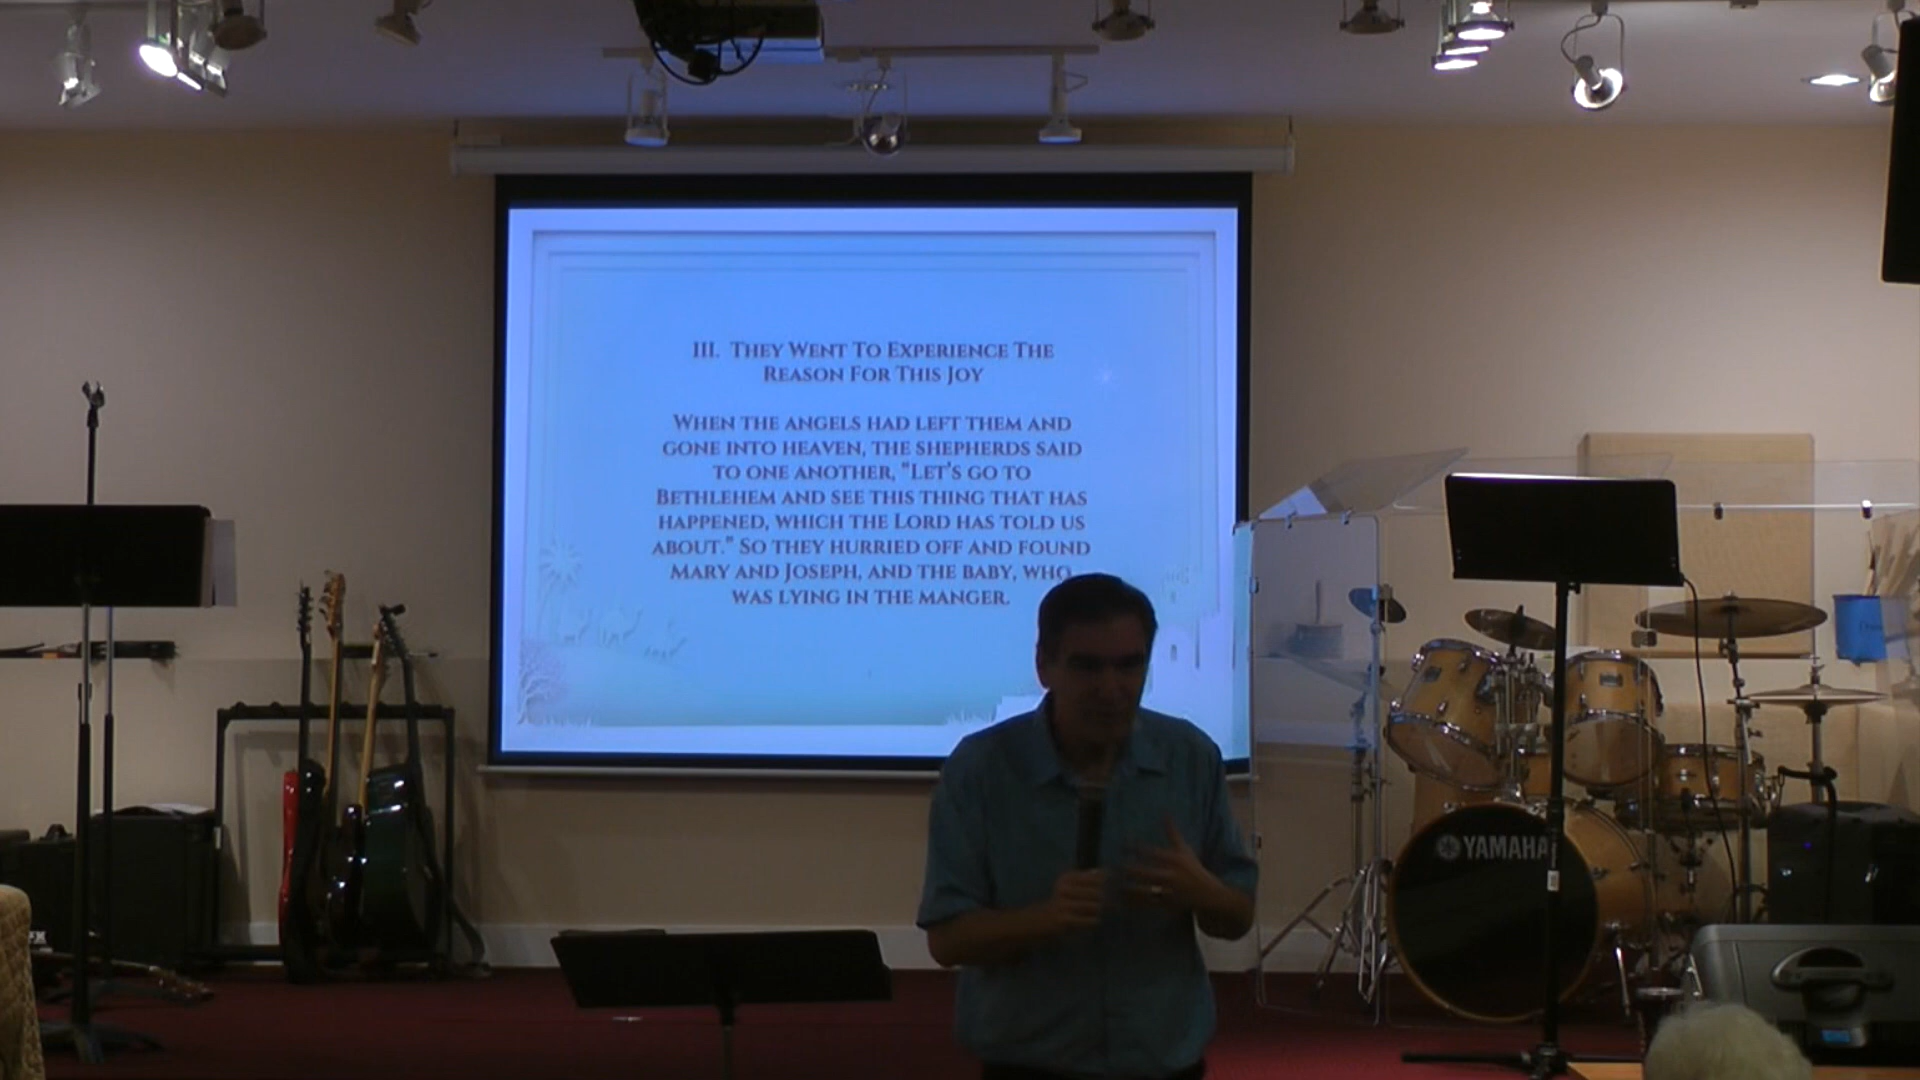 III. They Went To Experience The
Reason For This Joy
When the angels had left them and
gone into heaven, the shepherds said
to one another, "Let's go to
Bethlehem and see this thing that has
happened, which the Lord has told us
about." So they hurried off and found
Mary and Joseph, and the baby, who
was lying in the manger.
YAMAHA